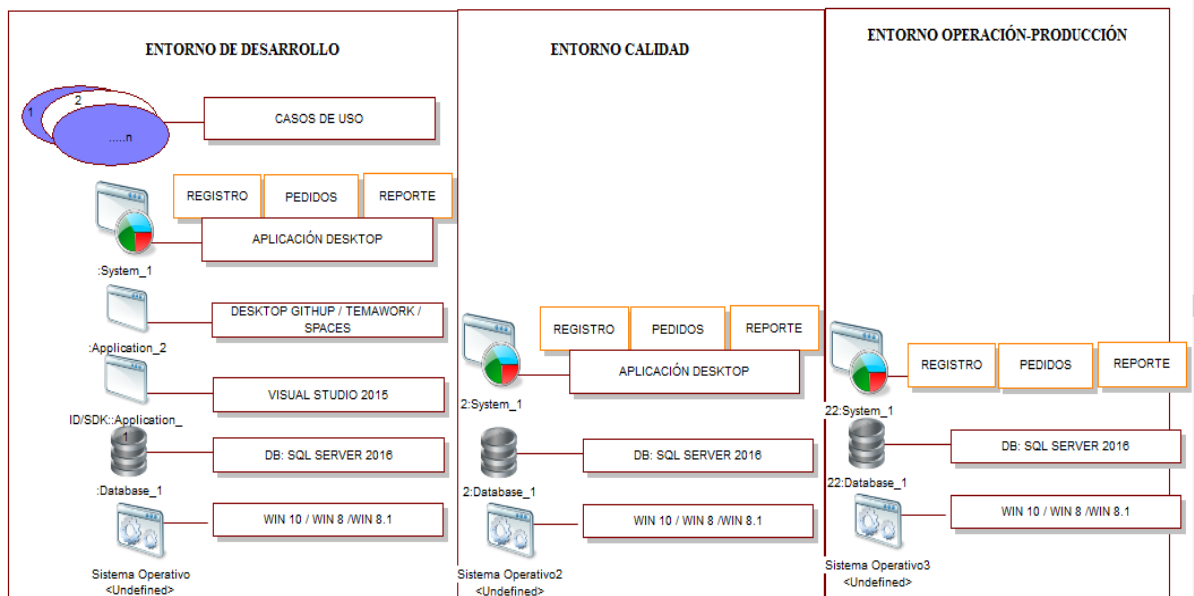 ENTORNO DE DESARROLLO
1
2
.....n
CASOS DE USO
REGISTRO
PEDIDOS
REPORTE
APLICACIÓN DESKTOP
:System_1
DESKTOP GITHUP / TEMAWORK /
SPACES
:Application_2
VISUAL STUDIO 2015
ID/SDK::Application_
1
DB: SQL SERVER 2016
:Database_1
WIN 10 / WIN 8 /WIN 8.1
Sistema Operativo
<Undefined>
ENTORNO CALIDAD
REGISTRO
PEDIDOS
REPORTE
APLICACIÓN DESKTOP
2:System_1
DB: SQL SERVER 2016
2:Database_1
WIN 10 / WIN 8 /WIN 8.1
Sistema Operativo2
<Undefined>
ENTORNO OPERACIÓN-PRODUCCIÓN
REGISTRO
PEDIDOS
REPORTE
22:System_1
DB: SQL SERVER 2016
22:Database_1
WIN 10 / WIN 8 /WIN 8.1
Sistema Operativo3
<Undefined>